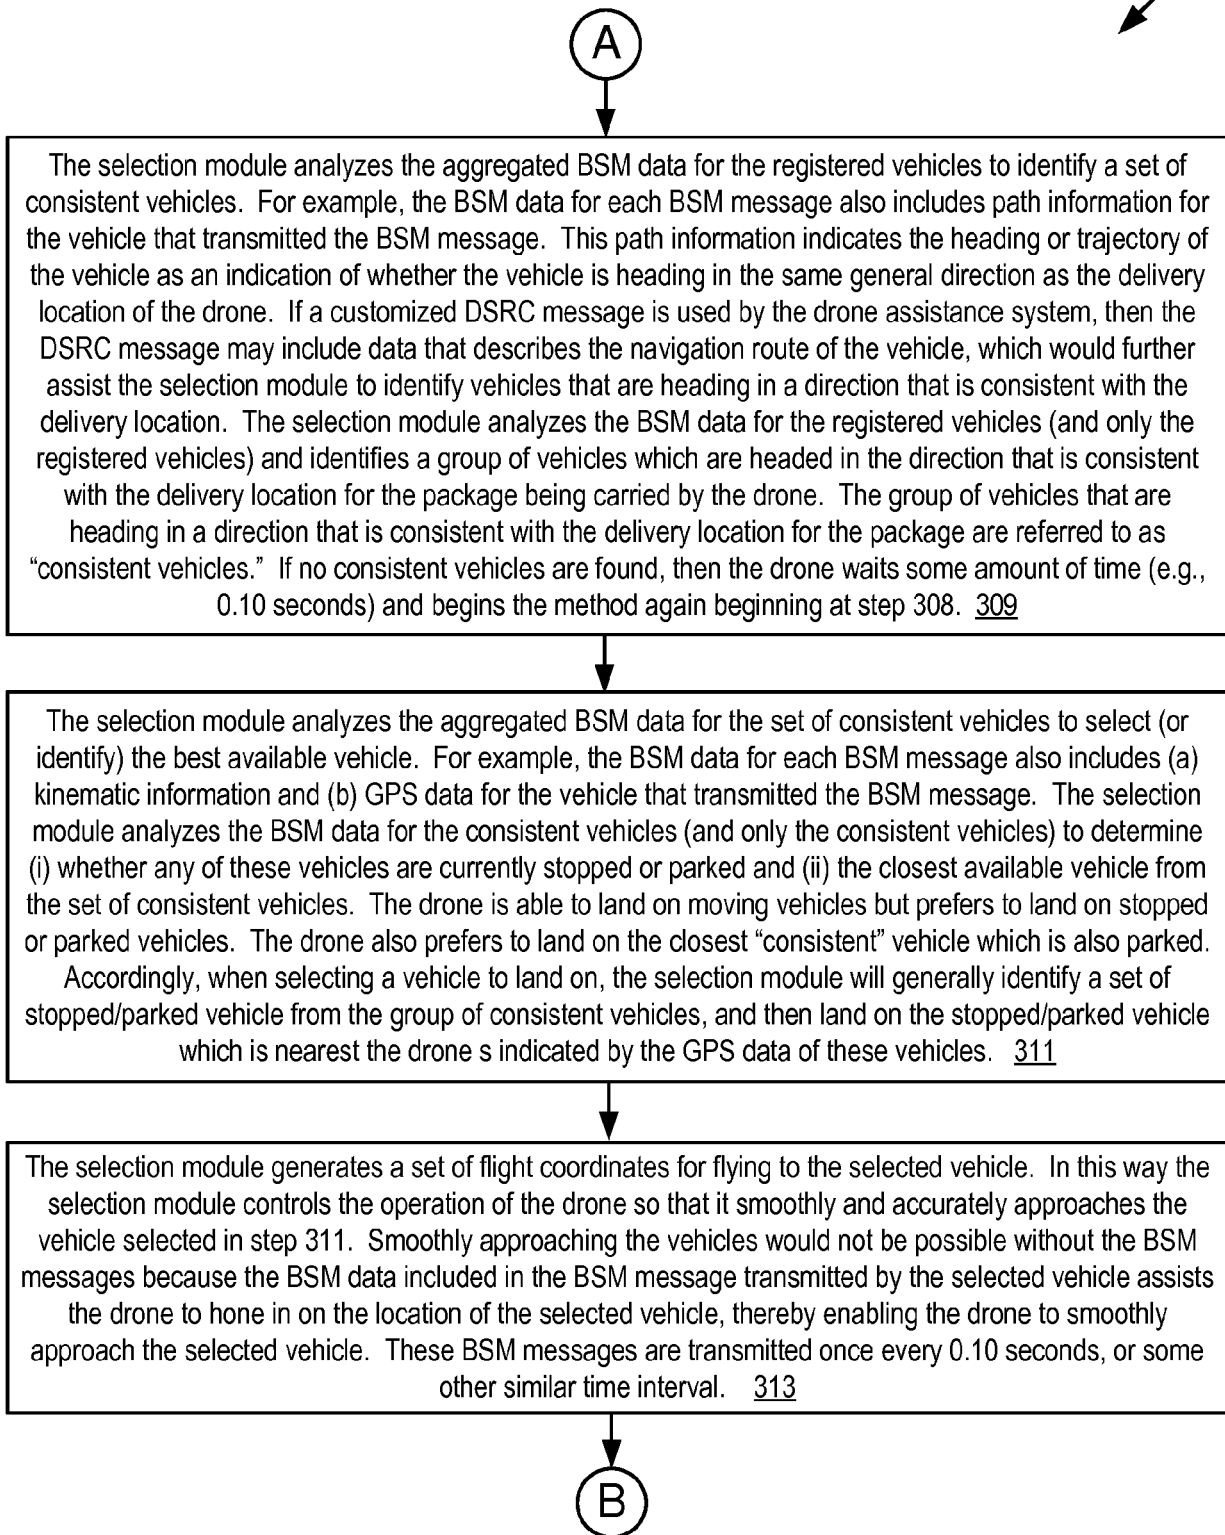 A
The selection module analyzes the aggregated BSM data for the registered vehicles to identify a set of
consistent vehicles. For example, the BSM data for each BSM message also includes path information for
the vehicle that transmitted the BSM message. This path information indicates the heading or trajectory of
the vehicle as an indication of whether the vehicle is heading in the same general direction as the delivery
location of the drone. If a customized DSRC message is used by the drone assistance system, then the
DSRC message may include data that describes the navigation route of the vehicle, which would further
assist the selection module to identify vehicles that are heading in a direction that is consistent with the
delivery location. The selection module analyzes the BSM data for the registered vehicles (and only the
registered vehicles) and identifies a group of vehicles which are headed in the direction that is consistent
with the delivery location for the package being carried by the drone. The group of vehicles that are
heading in a direction that is consistent with the delivery location for the package are referred to as
“consistent vehicles.” If no consistent vehicles are found, then the drone waits some amount of time (e.g.,
0.10 seconds) and begins the method again beginning at step 308. 309
The selection module analyzes the aggregated BSM data for the set of consistent vehicles to select (or
identify) the best available vehicle. For example, the BSM data for each BSM message also includes (a)
kinematic information and (b) GPS data for the vehicle that transmitted the BSM message. The selection
module analyzes the BSM data for the consistent vehicles (and only the consistent vehicles) to determine
(i) whether any of these vehicles are currently stopped or parked and (ii) the closest available vehicle from
the set of consistent vehicles. The drone is able to land on moving vehicles but prefers to land on stopped
or parked vehicles. The drone also prefers to land on the closest “consistent” vehicle which is also parked.
Accordingly, when selecting a vehicle to land on, the selection module will generally identify a set of
stopped/parked vehicle from the group of consistent vehicles, and then land on the stopped/parked vehicle
which is nearest the drone s indicated by the GPS data of these vehicles. 311
The selection module generates a set of flight coordinates for flying to the selected vehicle. In this way the
selection module controls the operation of the drone so that it smoothly and accurately approaches the
vehicle selected in step 311. Smoothly approaching the vehicles would not be possible without the BSM
messages because the BSM data included in the BSM message transmitted by the selected vehicle assists
the drone to hone in on the location of the selected vehicle, thereby enabling the drone to smoothly
approach the selected vehicle. These BSM messages are transmitted once every 0.10 seconds, or some
other similar time interval. 313
B